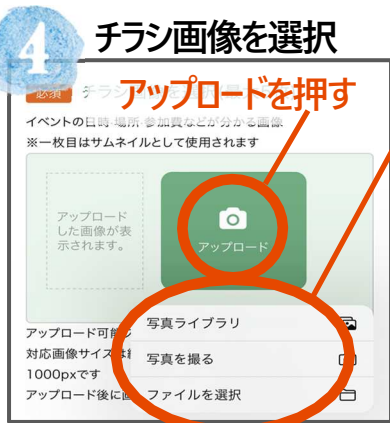 4 チラシ画像を選択
アップロードを押す
必須 チラシ
イベントの日時・場所・参加費などが分かる画像
※一枚目はサムネイルとして使用されます
アップロード
した画像が表
示されます。
アップロード
アップロード可能
対応画像サイズは
1000pxです
アップロード後に
写真ライブラリ
写真を撮る
ファイルを選択